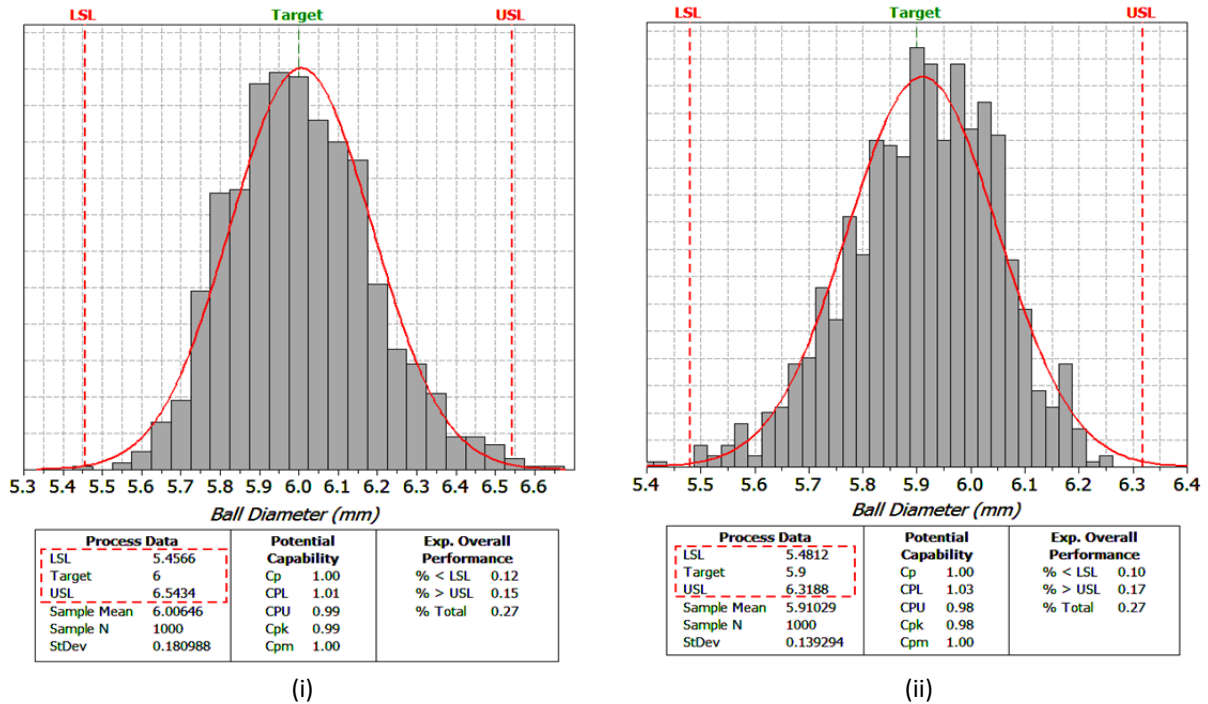 LSL Target USL
5.3 5.4 5.5 5.6 5.7 5.8 5.9 6.0 6.1 6.2 6.3 6.4 6.5 6.6
Ball Diameter (mm)
Process Data
LSL 5.4566
Target 6
USL 6.5434
Sample Mean 6.00646
Sample N 1000
StDev 0.180988
Potential
Capability
Cp 1.00
CPL 1.01
CPU 0.99
Cpk 0.99
Cpm 1.00
Exp. Overall
Performance
% < LSL 0.12
% > USL 0.15
% Total 0.27
(i)
LSL Target USL
5.4 5.5 5.6 5.7 5.8 5.9 6.0 6.1 6.2 6.3 6.4
Ball Diameter (mm)
Process Data
LSL 5.4812
Target 5.9
USL 6.3188
Sample Mean 5.91029
Sample N 1000
StDev 0.139294
Potential
Capability
Cp 1.00
CPL 1.03
CPU 0.98
Cpk 0.98
Cpm 1.00
Exp. Overall
Performance
% < LSL 0.10
% > USL 0.17
% Total 0.27
(ii)